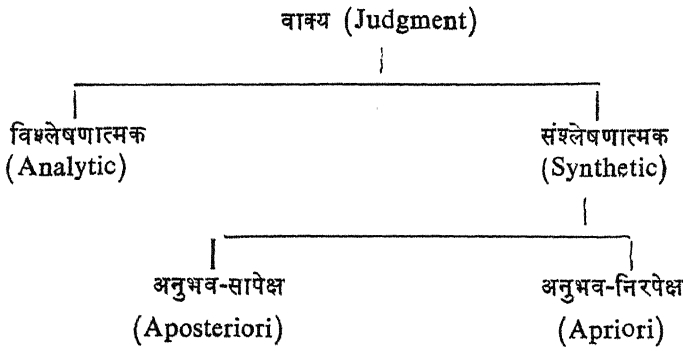 वाक्य (Judgment)
विश्लेषणात्मक संश्लेषणात्मक
(Analytic) (Synthetic)
अनुभव-सापेक्ष अनुभव-निरपेक्ष
(Aposteriori) (Apriori)